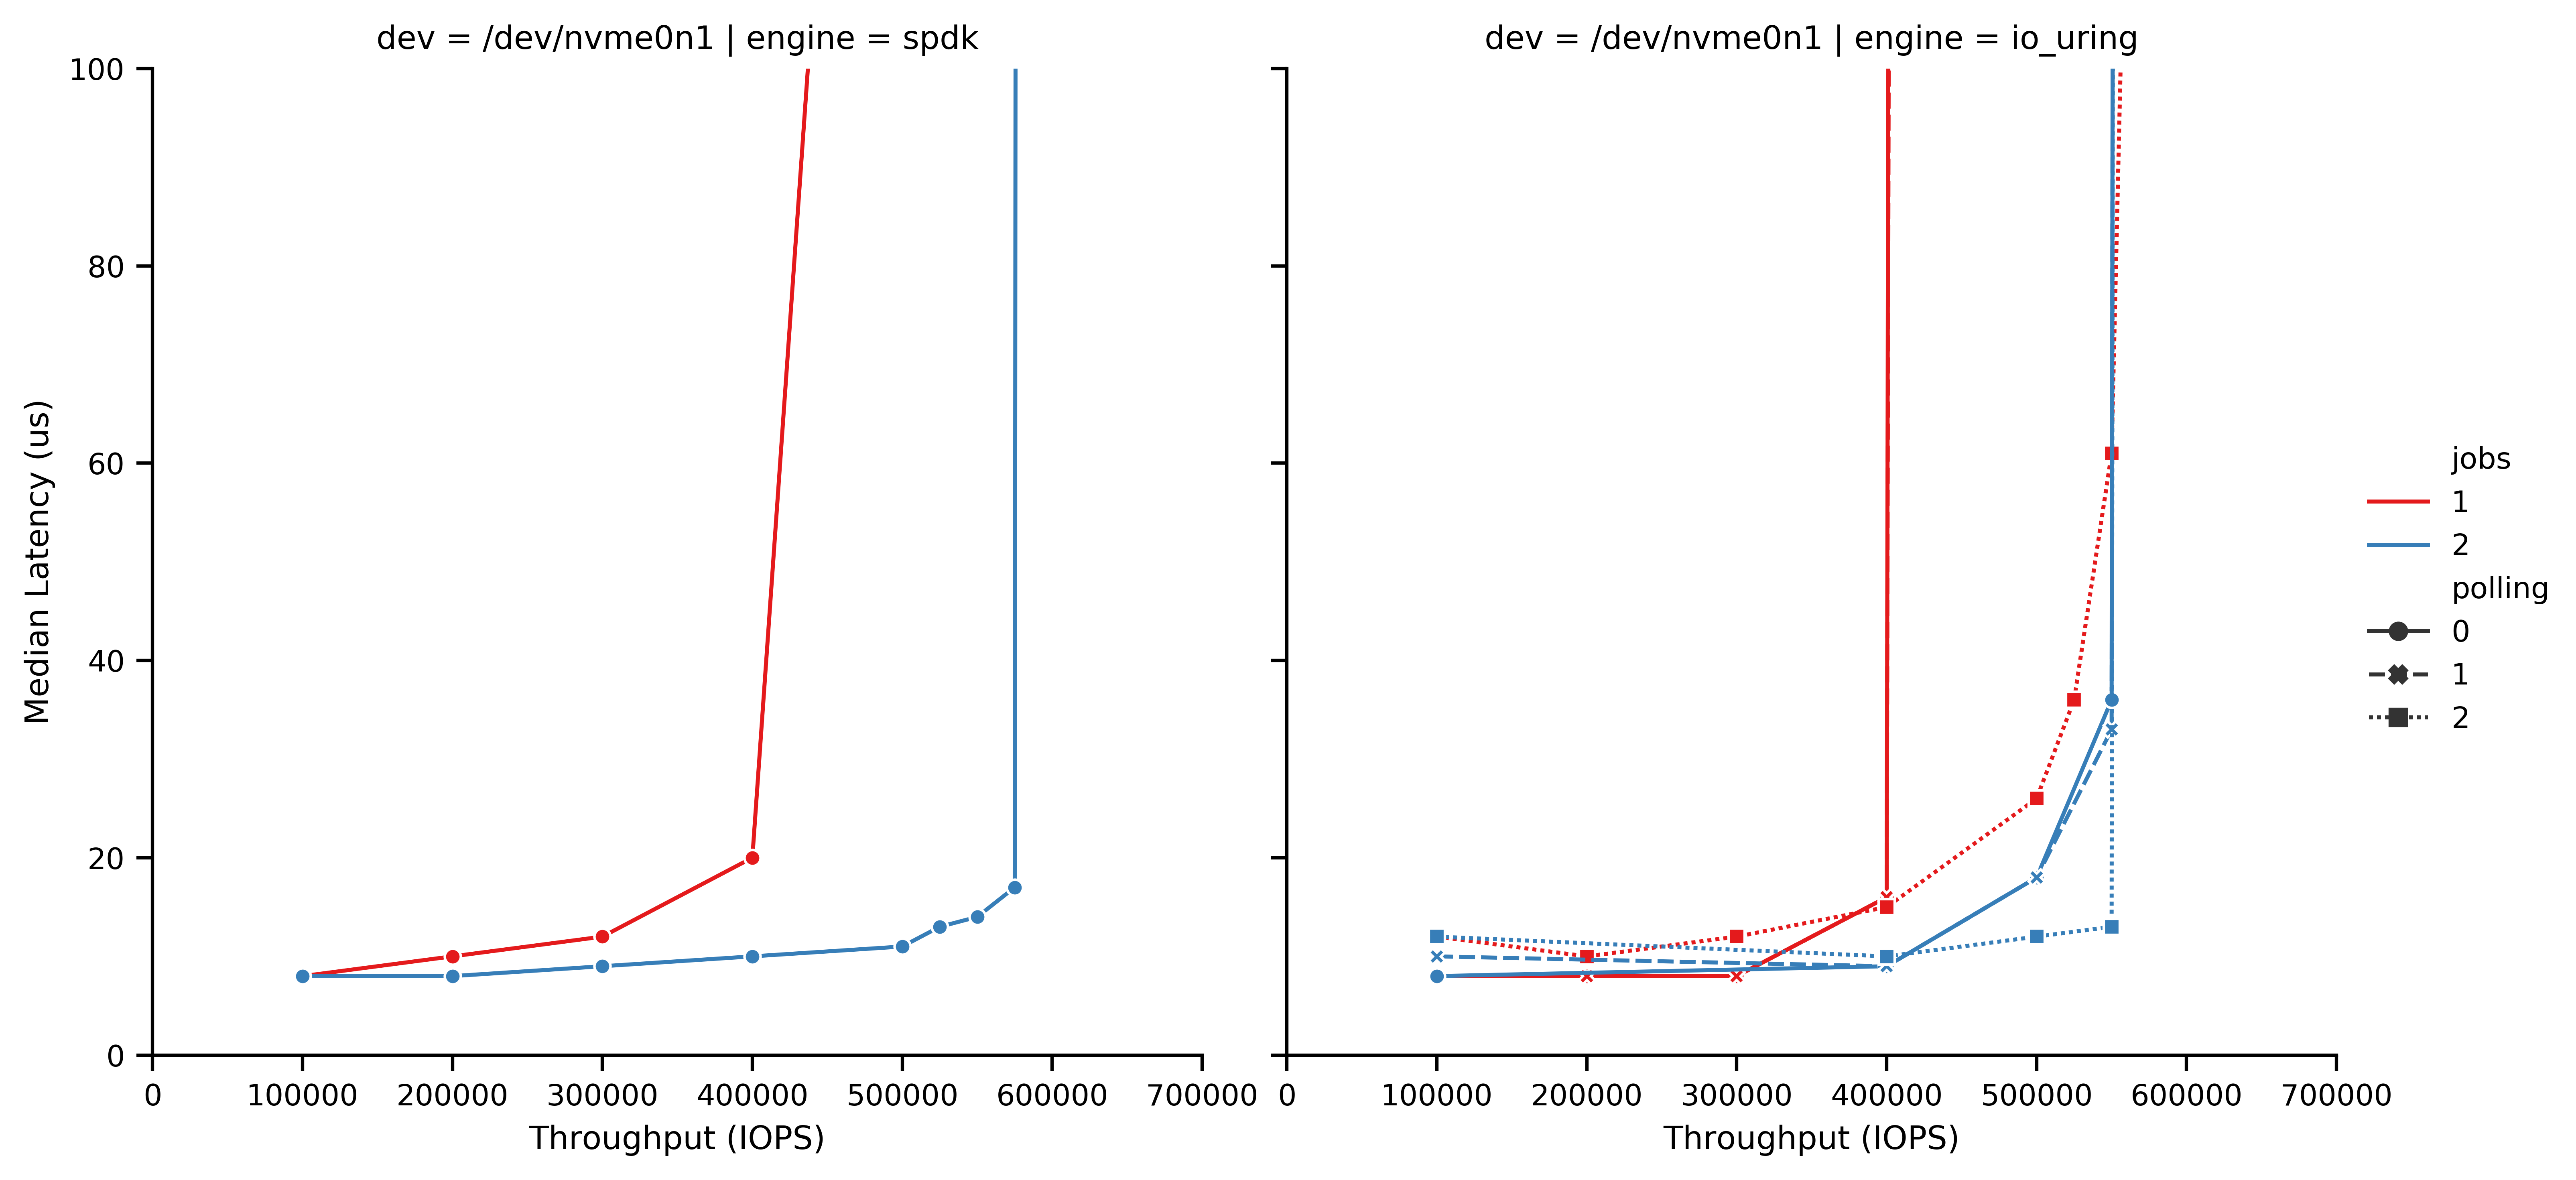 dev = /dev/nvme0n1 | engine = spdk
dev = /dev/nvme0n1 | engine = io_uring
Median Latency (us)
100
80
60
40
20
0
0 100000 200000 300000 400000 500000 600000 700000
Throughput (IOPS)
0 100000 200000 300000 400000 500000 600000 700000
Throughput (IOPS)
jobs
1
2
polling
0
1
2